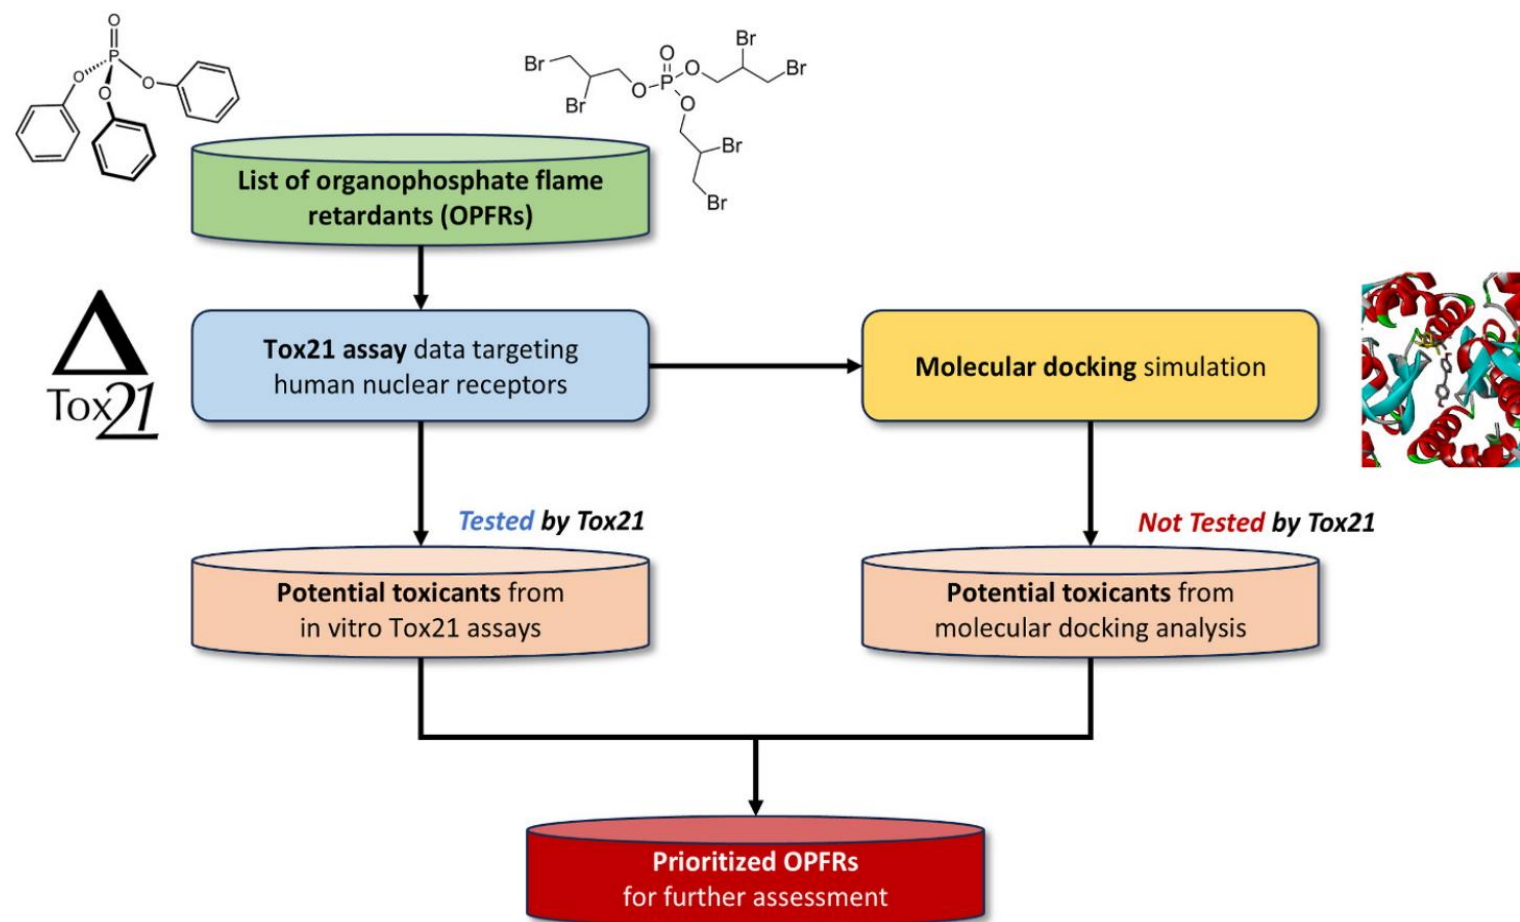 O
P
O
O
O
Br
Br
O
P
O
O
O
Br
Br
Br
Br
List of organophosphate flame
retardants (OPFRs)
Tox21
Tox21 assay data targeting
human nuclear receptors
Molecular docking simulation
Tested by Tox21
Not Tested by Tox21
Potential toxicants from
in vitro Tox21 assays
Potential toxicants from
molecular docking analysis
Prioritized OPFRs
for further assessment